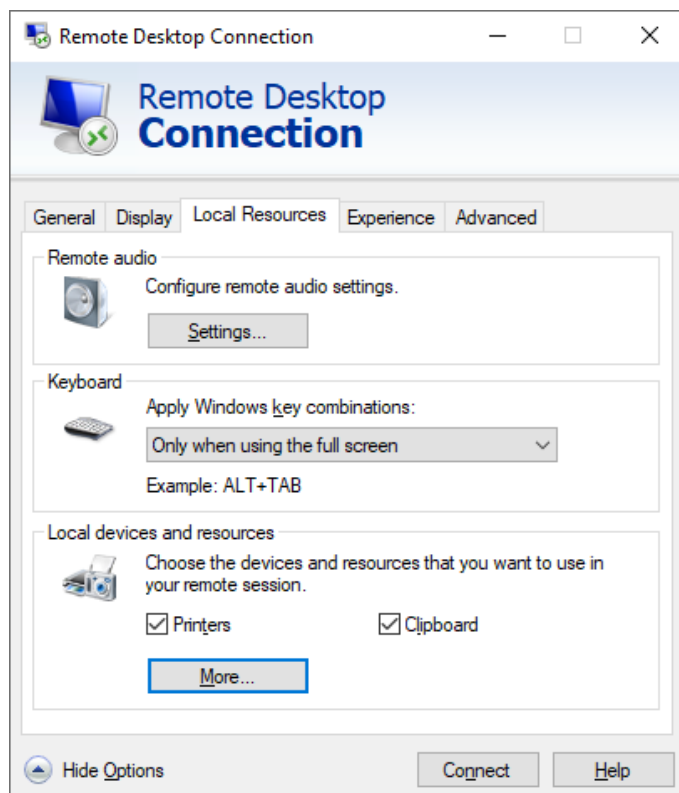 Remote Desktop Connection
Remote Desktop
Connection
General Display Local Resources Experience Advanced
Remote audio
Configure remote audio settings.
Settings...
Keyboard
Apply Windows key combinations:
Only when using the full screen
Example: ALT+TAB
Local devices and resources
Choose the devices and resources that you want to use in
your remote session.
Printers Clipboard
More...
Hide Options Connect Help